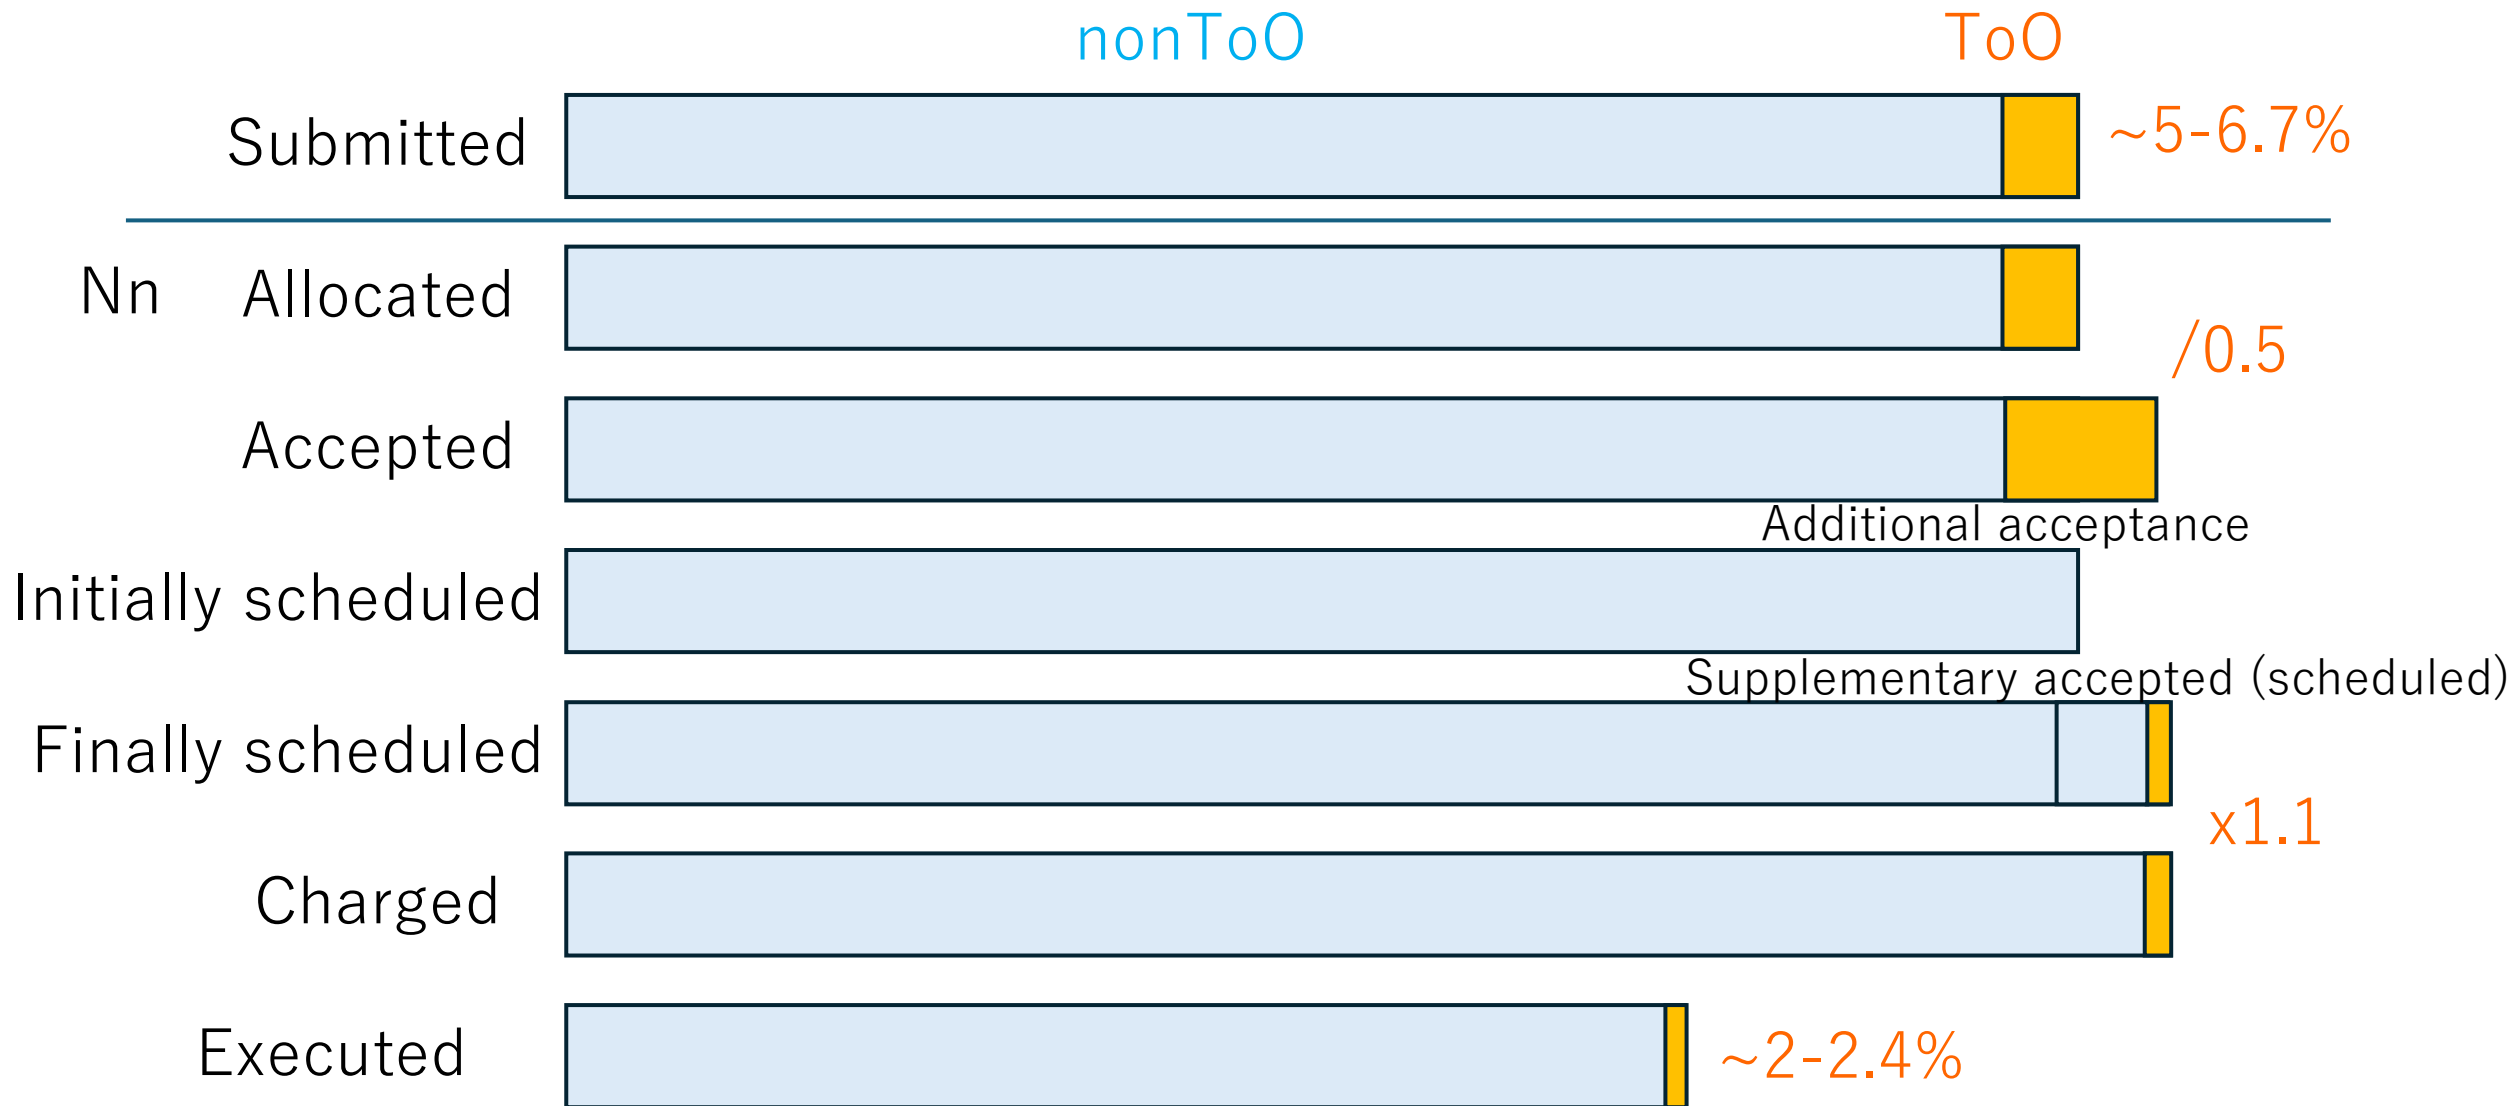 nonToO ToO
Submitted ~5-6.7%
Nn Allocated
/0.5
Accepted
Additional acceptance
Initially scheduled
Supplementary accepted (scheduled)
Finally scheduled
x1.1
Charged
Executed ~2-2.4%